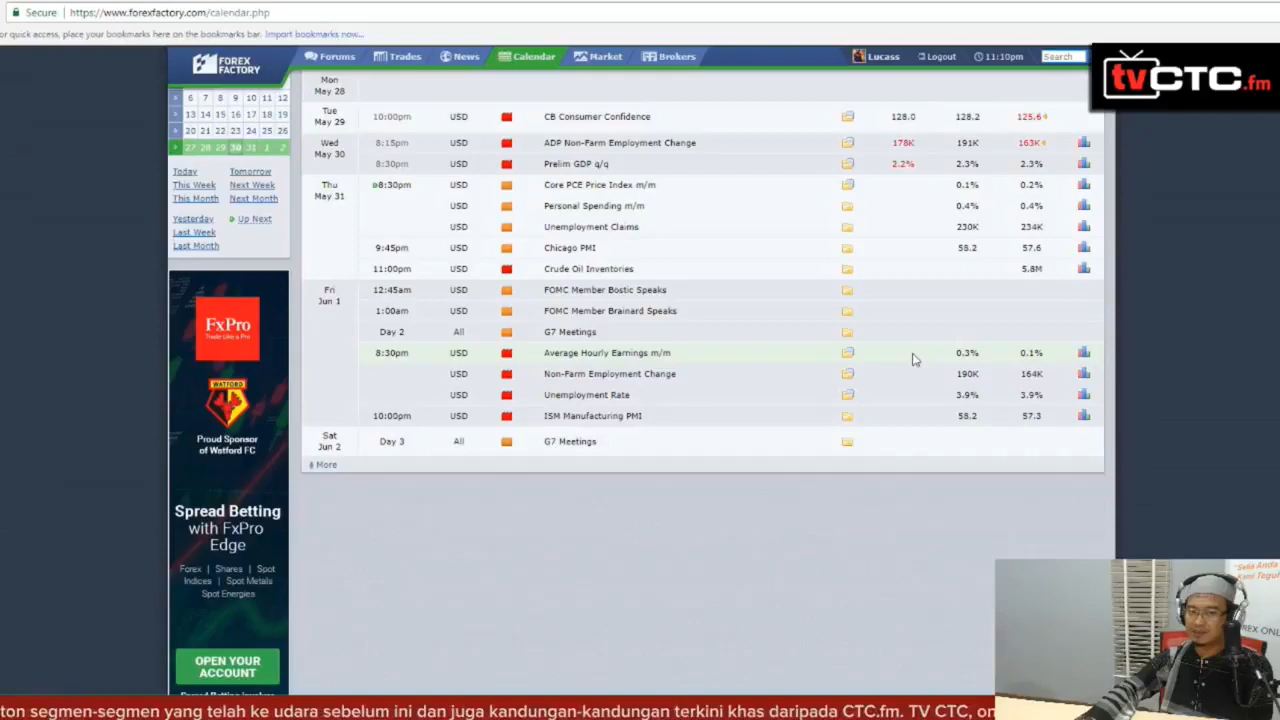 Secure https://www.forexfactory.com/calendar.php
or quick access, place your bookmarks here on the bookmarks bar. Import bookmarks now...
FOREX FACTORY
Forums Trades News Calendar Market Brokers Lucass Logout 11:10pm Search
tvCTC.fm
6 7 8 9 10 11 12
13 14 15 16 17 18 19
20 21 22 23 24 25 26
27 28 29 30 31 1 2
Today Tomorrow
This Week Next Week
This Month Next Month
Yesterday Up Next
Last Week
Last Month
Mon May 28
Tue May 29 10:00pm USD CB Consumer Confidence 128.0 128.2 125.6
Wed May 30 8:15pm USD ADP Non-Farm Employment Change 178K 191K 163K
8:30pm USD Prelim GDP q/q 2.2% 2.3% 2.3%
Thu May 31 8:30pm USD Core PCE Price Index m/m 0.1% 0.2%
USD Personal Spending m/m 0.4% 0.4%
USD Unemployment Claims 230K 234K
9:45pm USD Chicago PMI 58.2 57.6
11:00pm USD Crude Oil Inventories 5.8M
Fri Jun 1 12:45am USD FOMC Member Bostic Speaks
1:00am USD FOMC Member Brainard Speaks
Day 2 All G7 Meetings
8:30pm USD Average Hourly Earnings m/m 0.3% 0.1%
USD Non-Farm Employment Change 190K 164K
USD Unemployment Rate 3.9% 3.9%
10:00pm USD ISM Manufacturing PMI 58.2 57.3
Sat Jun 2 Day 3 All G7 Meetings
More
FxPro
Trade Like a Pro
WATFORD
Proud Sponsor
of Watford FC
Spread Betting
with FxPro
Edge
Forex | Shares | Spot
Indices | Spot Metals
Spot Energies
OPEN YOUR
ACCOUNT
Spread Betting involves
"Setia Anda
Kami Teguh
REX ONL
ton segmen-segmen yang telah ke udara sebelum ini dan juga kandungan-kandungan terkini khas daripada CTC.fm. TV CTC, on